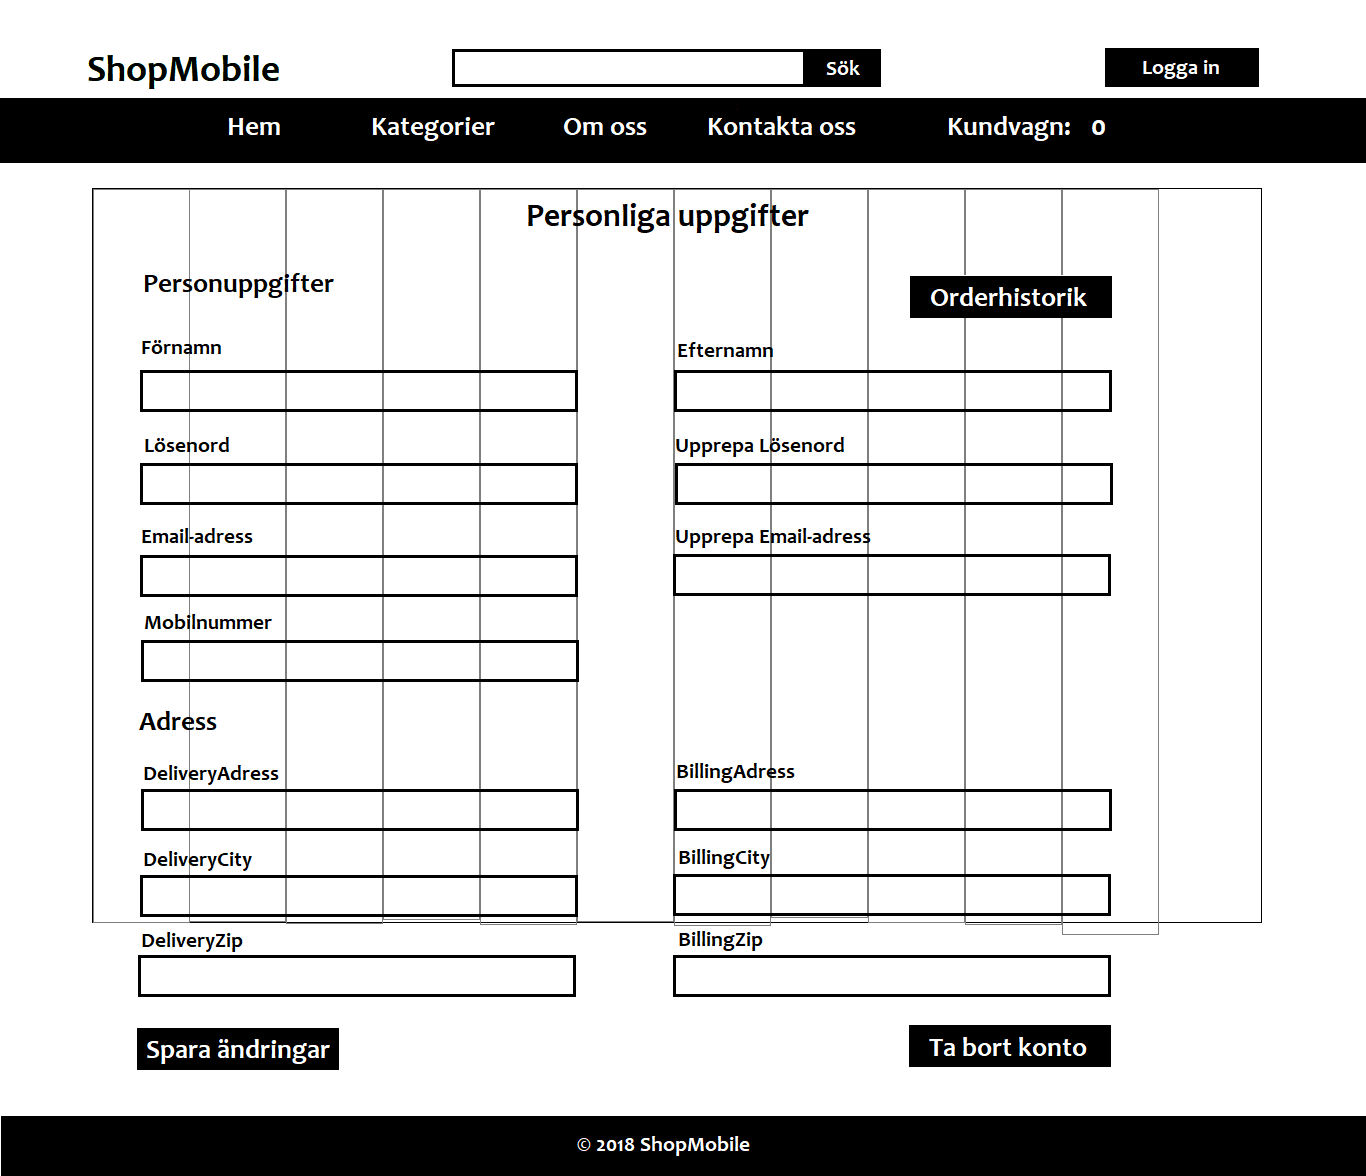 ShopMobile
Sök
Logga in
Hem Kategorier Om oss Kontakta oss Kundvagn: 0
Personliga uppgifter
Personuppgifter
Orderhistorik
Förnamn
Efternamn
Lösenord
Upprepa Lösenord
Email-adress
Upprepa Email-adress
Mobilnummer
Adress
DeliveryAdress
BillingAdress
DeliveryCity
BillingCity
DeliveryZip
BillingZip
Spara ändringar
Ta bort konto
© 2018 ShopMobile